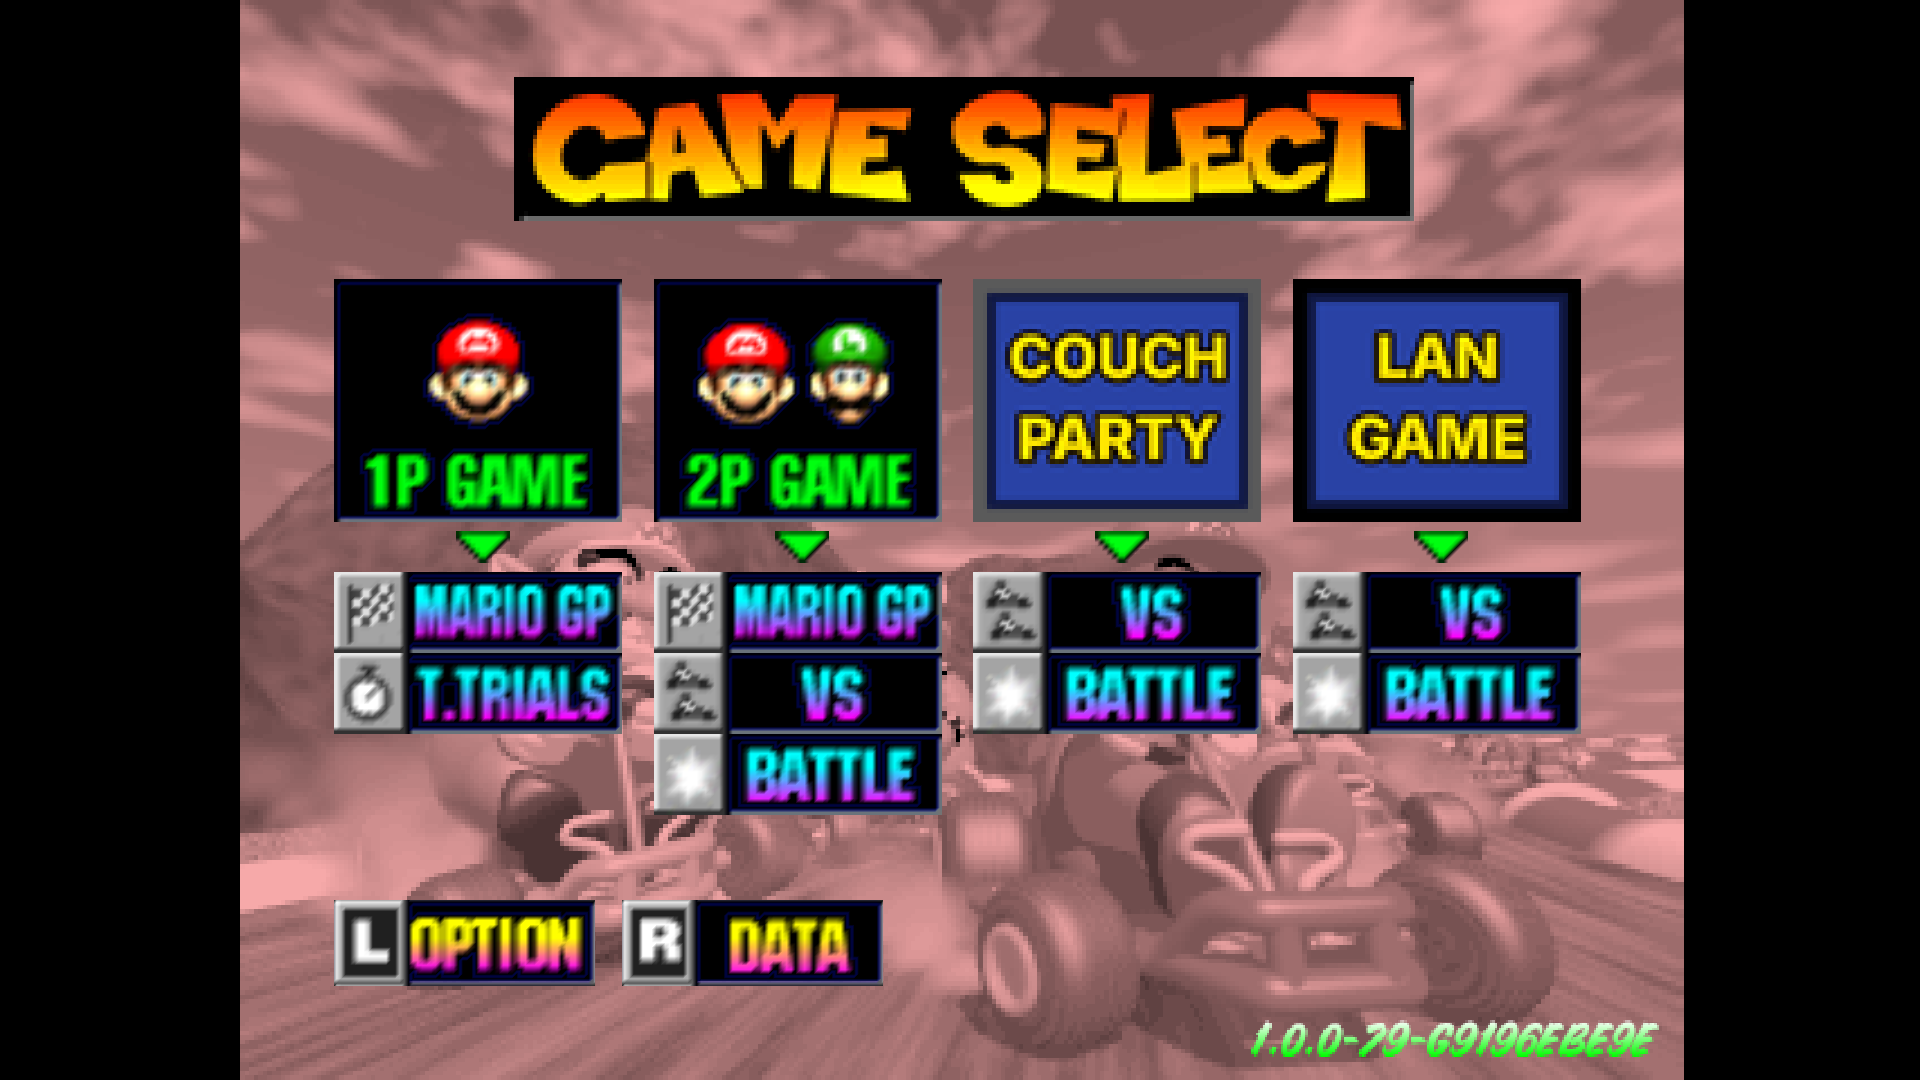 GAME SELECT
1P GAME
2P GAME
COUCH
PARTY
LAN
GAME
MARIO GP
T.TRIALS
MARIO GP
VS
BATTLE
VS
BATTLE
VS
BATTLE
L OPTION
R DATA
1.0.0-79-G9196EBE9E